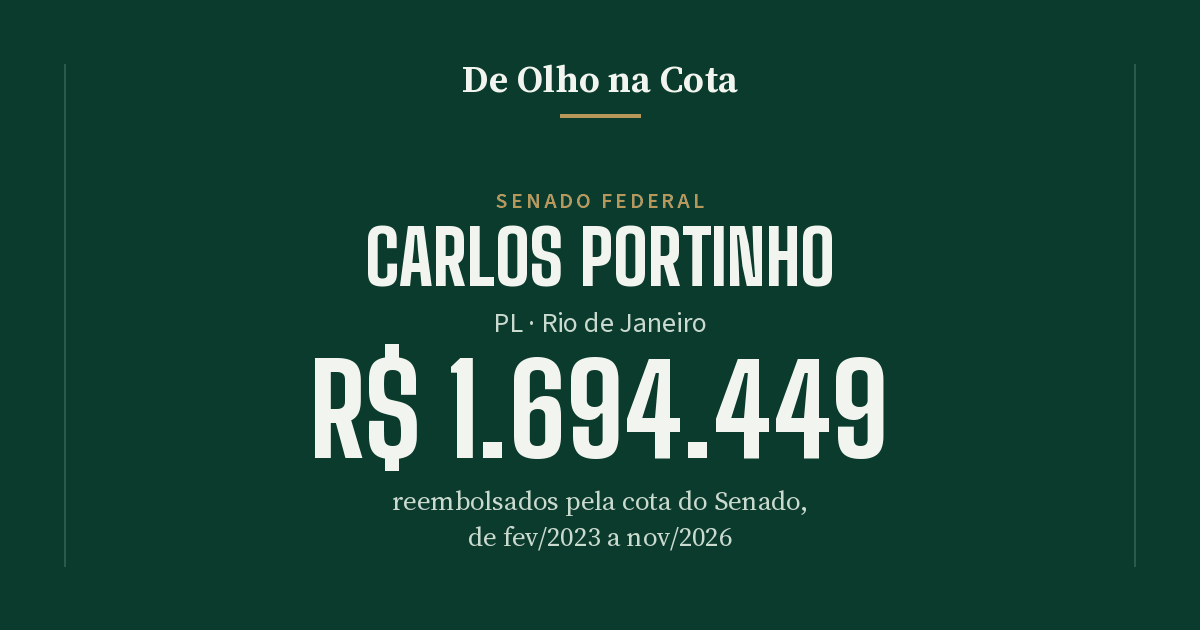 De Olho na Cota
SENADO FEDERAL
CARLOS PORTINHO
PL · Rio de Janeiro
R$ 1.694.449
reembolsados pela cota do Senado,
de fev/2023 a nov/2026